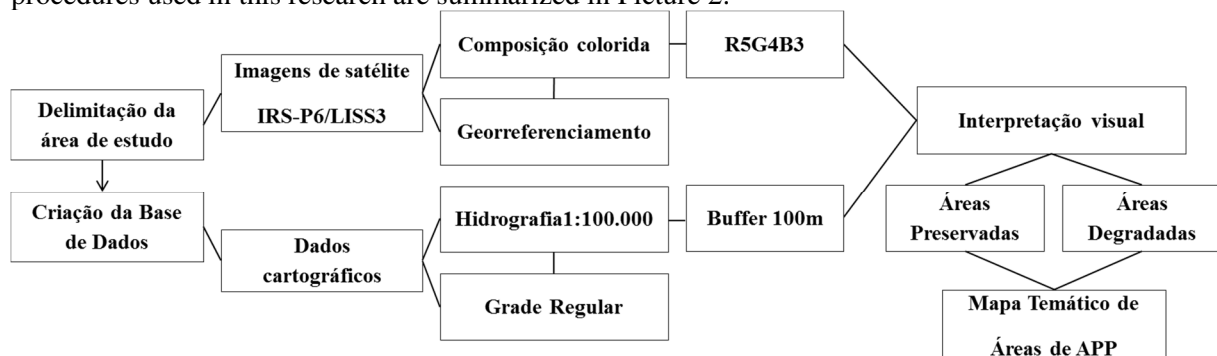 procedures used in this research are summarized in Picture 2.
Delimitação da
área de estudo
Criação da Base
de Dados
Imagens de satélite
IRS-P6/LISS3
Dados
cartográficos
Composição colorida
Georreferenciamento
Hidrografia1:100.000
Grade Regular
R5G4B3
Buffer 100m
Interpretação visual
Áreas
Preservadas
Áreas
Degradadas
Mapa Temático de
Áreas de APP